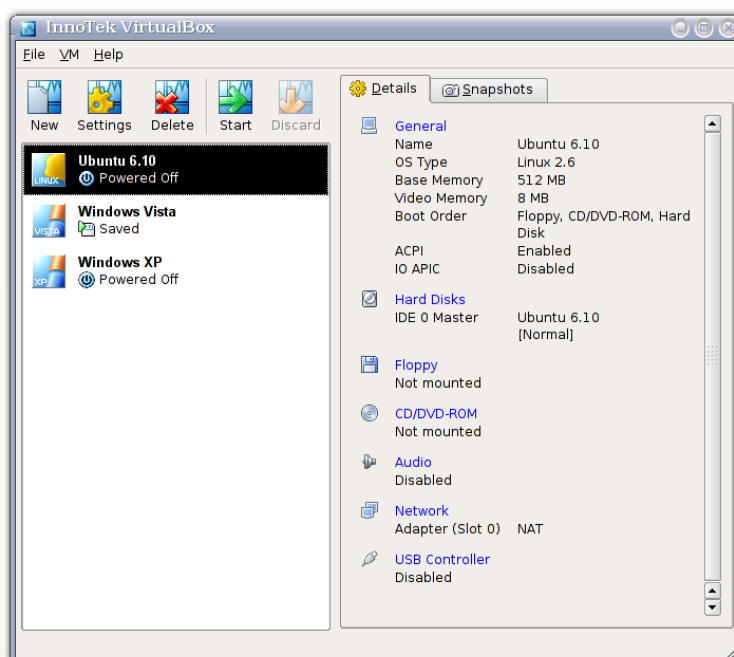 InnoTek VirtualBox
File VM Help
New Settings Delete Start Discard
Details Snapshots
LINUX
Ubuntu 6.10
Powered Off
VISTA
Windows Vista
Saved
XP
Windows XP
Powered Off
General
Name Ubuntu 6.10
OS Type Linux 2.6
Base Memory 512 MB
Video Memory 8 MB
Boot Order Floppy, CD/DVD-ROM, Hard
Disk
ACPI Enabled
IO APIC Disabled
Hard Disks
IDE 0 Master Ubuntu 6.10
[Normal]
Floppy
Not mounted
CD/DVD-ROM
Not mounted
Audio
Disabled
Network
Adapter (Slot 0) NAT
USB Controller
Disabled